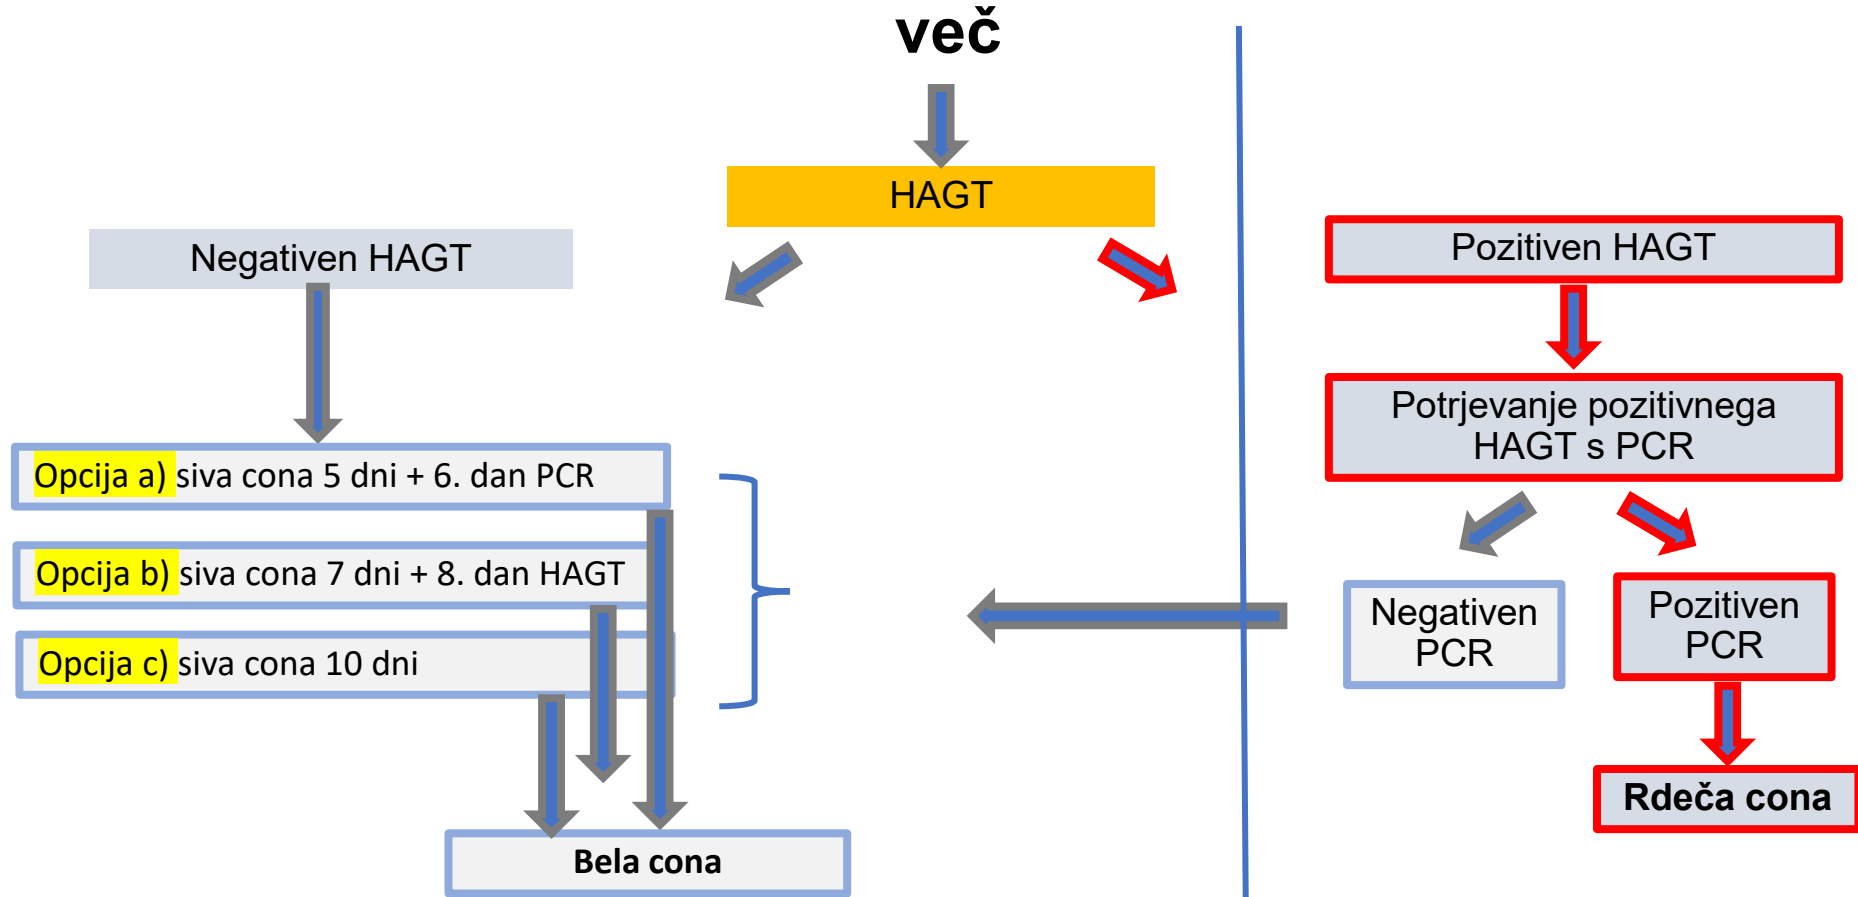 več
HAGT
Negativen HAGT
Opcija a) siva cona 5 dni + 6. dan PCR
Opcija b) siva cona 7 dni + 8. dan HAGT
Opcija c) siva cona 10 dni
Bela cona
Pozitiven HAGT
Potrjevanje pozitivnega
HAGT s PCR
Negativen
PCR
Pozitiven
PCR
Rdeča cona